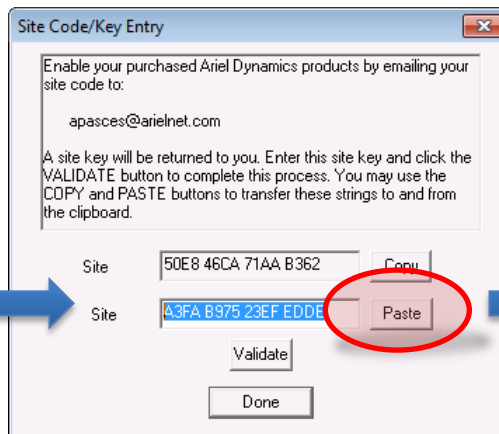 Site Code/Key Entry
Enable your purchased Ariel Dynamics products by emailing your
site code to:
apasces@arielnet.com
A site key will be returned to you. Enter this site key and click the
VALIDATE button to complete this process. You may use the
COPY and PASTE buttons to transfer these strings to and from
the clipboard.
Site 50E8 46CA 71AA B362 Copy
Site A3FA B975 23EF EDDE Paste
Validate
Done